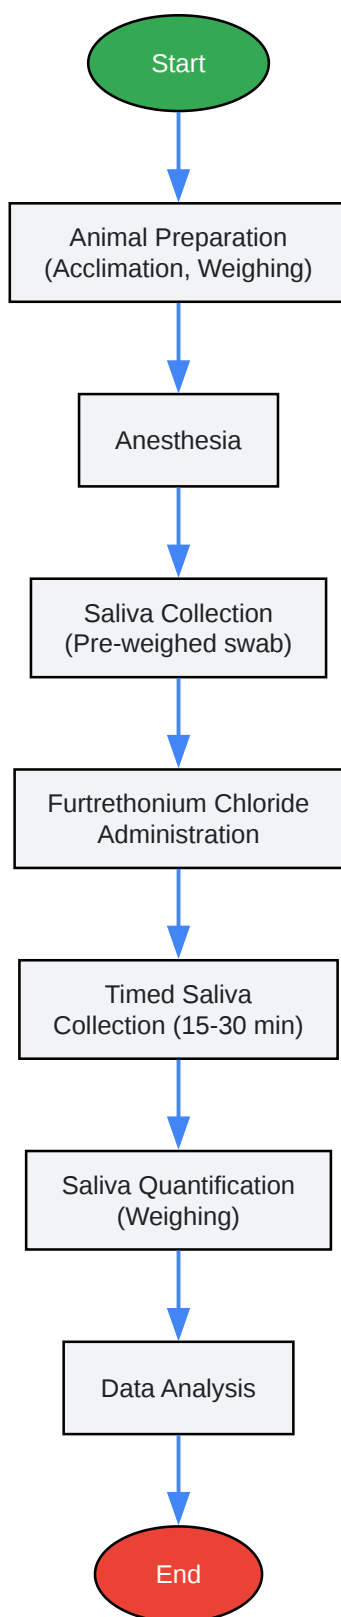 Start
Animal Preparation
(Acclimation, Weighing)
Anesthesia
Saliva Collection
(Pre-weighed swab)
Furtrethonium Chloride
Administration
Timed Saliva
Collection (15-30 min)
Saliva Quantification
(Weighing)
Data Analysis
End